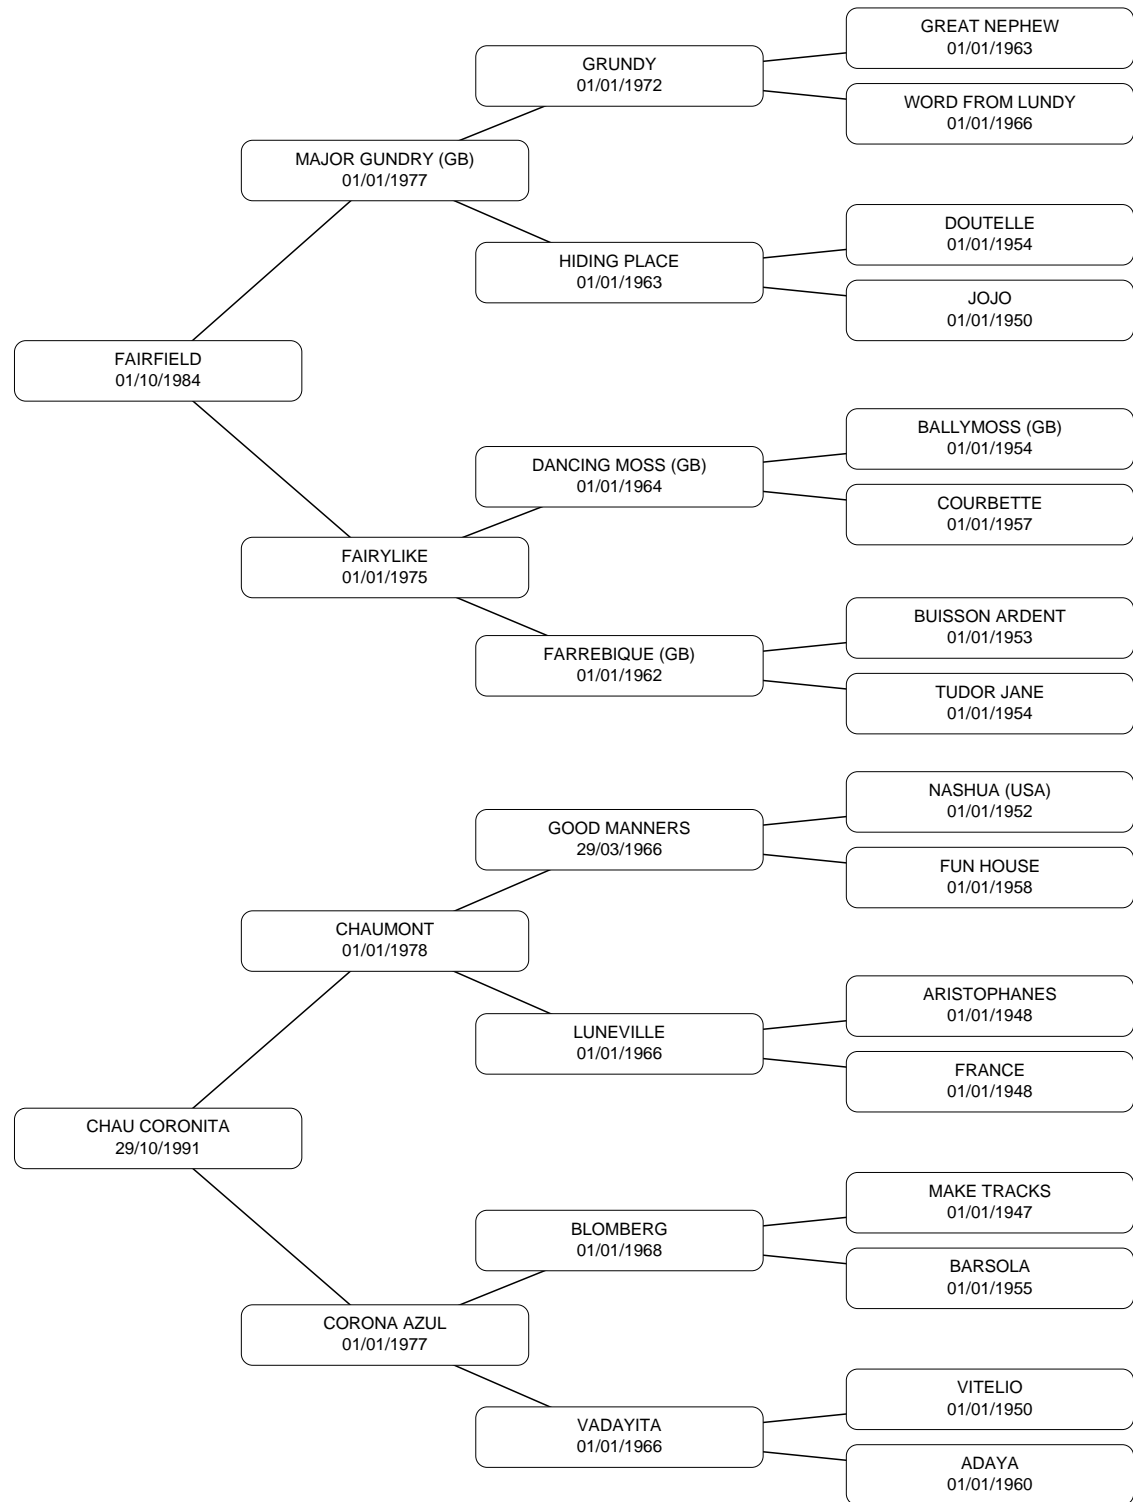 GREAT NEPHEW
01/01/1963
GRUNDY
01/01/1972
WORD FROM LUNDY
01/01/1966
MAJOR GUNDRY (GB)
01/01/1977
DOUTELLE
01/01/1954
HIDING PLACE
01/01/1963
JOJO
01/01/1950
FAIRFIELD
01/10/1984
BALLYMOSS (GB)
01/01/1954
DANCING MOSS (GB)
01/01/1964
COURBETTE
01/01/1957
FAIRYLIKE
01/01/1975
BUISSON ARDENT
01/01/1953
FARREBIQUE (GB)
01/01/1962
TUDOR JANE
01/01/1954
NASHUA (USA)
01/01/1952
GOOD MANNERS
29/03/1966
FUN HOUSE
01/01/1958
CHAUMONT
01/01/1978
ARISTOPHANES
01/01/1948
LUNEVILLE
01/01/1966
FRANCE
01/01/1948
CHAU CORONITA
29/10/1991
MAKE TRACKS
01/01/1947
BLOMBERG
01/01/1968
BARSOLA
01/01/1955
CORONA AZUL
01/01/1977
VITELIO
01/01/1950
VADAYITA
01/01/1966
ADAYA
01/01/1960